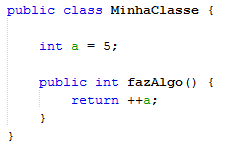 public class MinhaClasse {
int a = 5;
public int fazAlgo() {
return ++a;
}
}